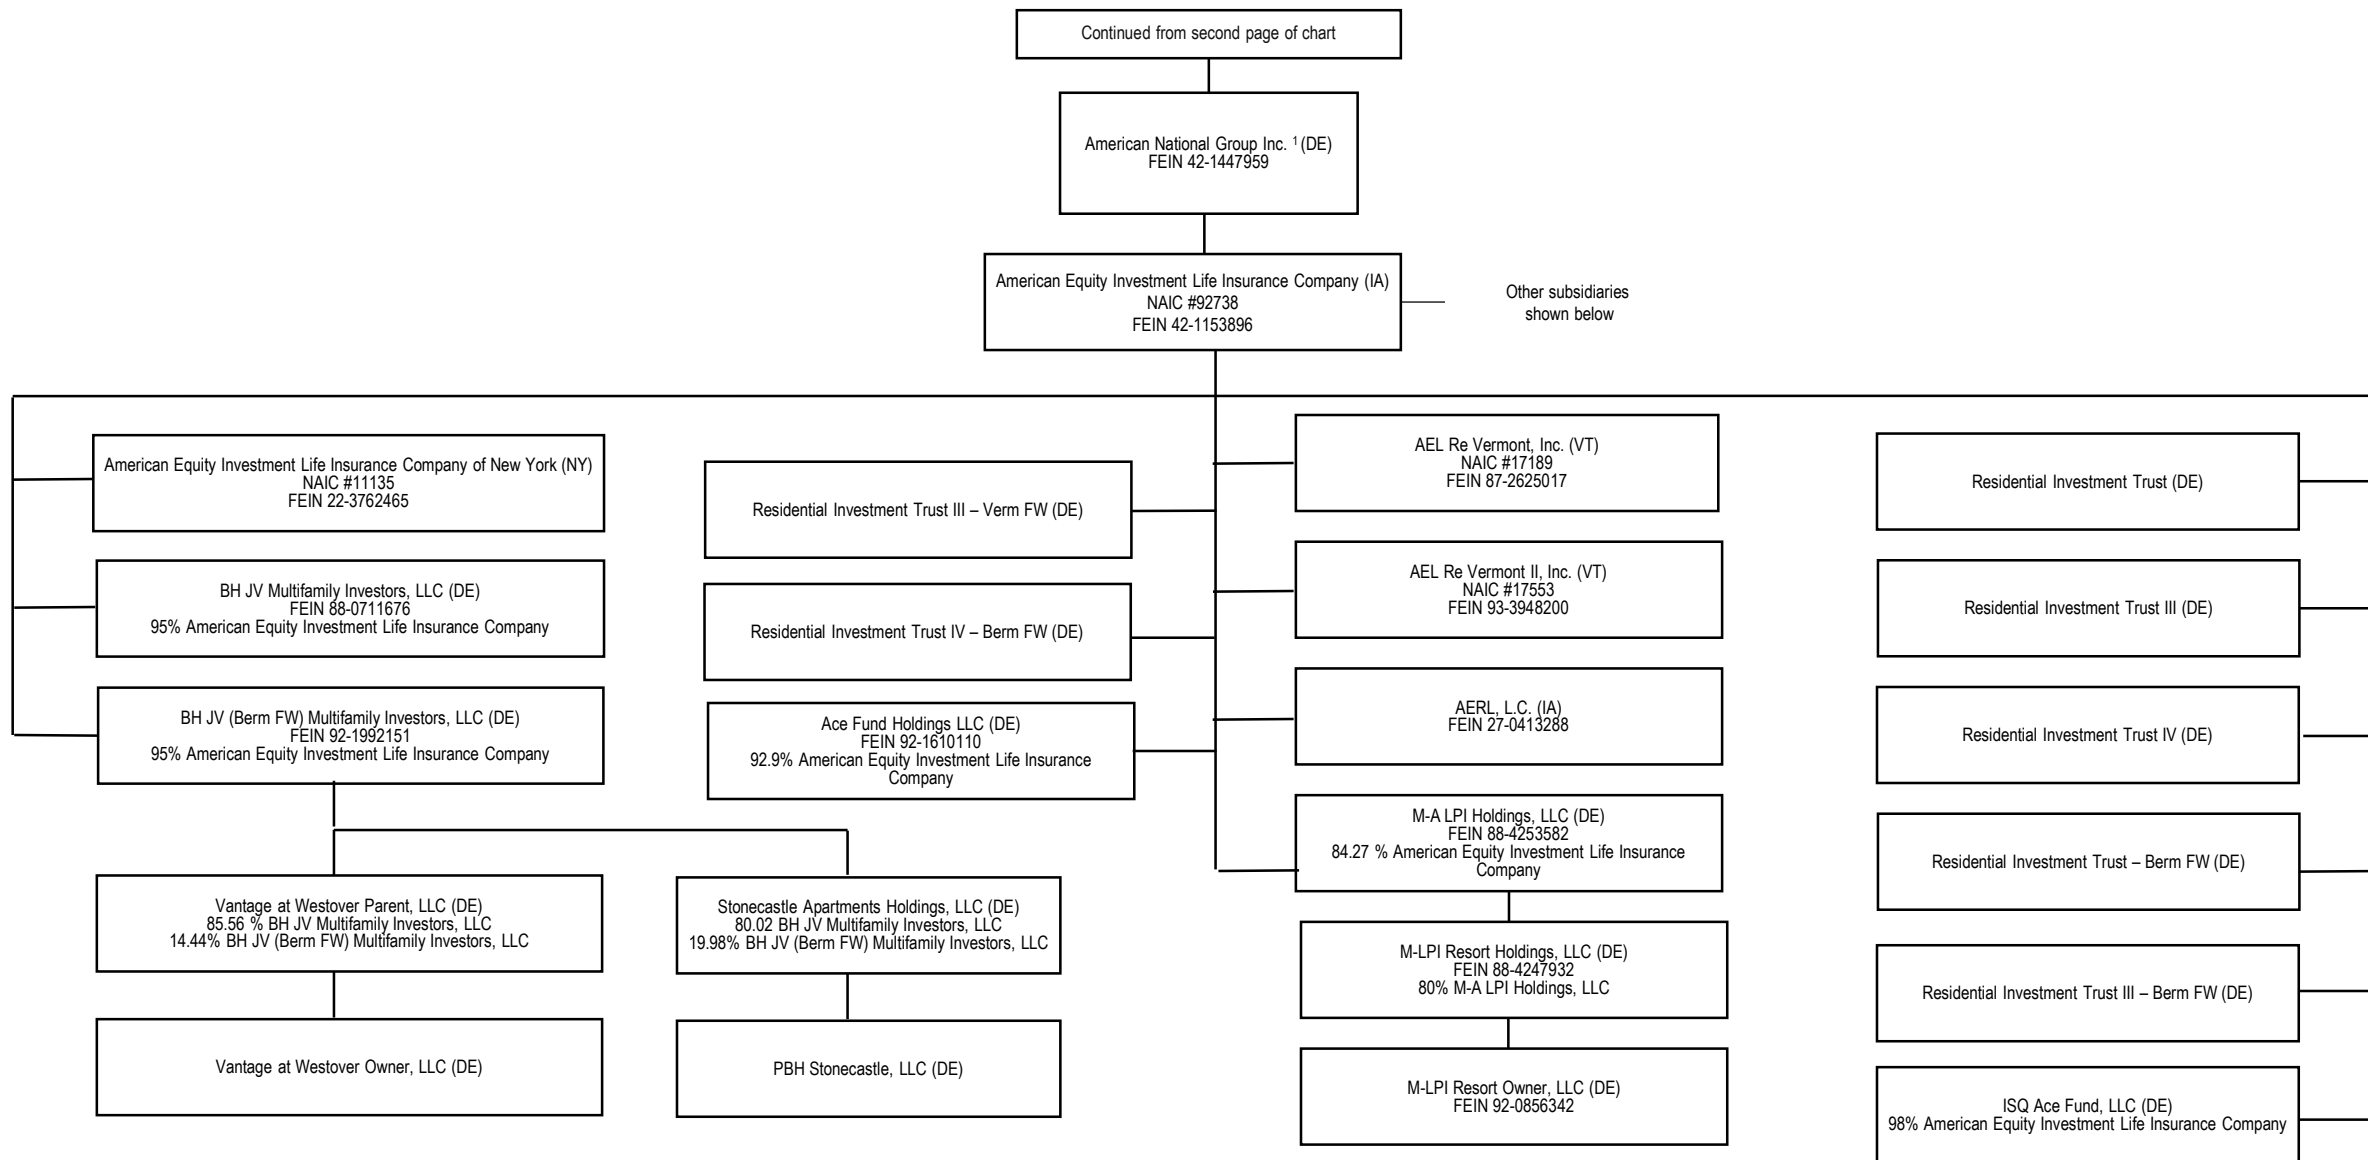 Continued from second page of chart
American National Group Inc. ¹ (DE)
FEIN 42-1447959
American Equity Investment Life Insurance Company (IA)
NAIC #92738
FEIN 42-1153896
Other subsidiaries
shown below
American Equity Investment Life Insurance Company of New York (NY)
NAIC #11135
FEIN 22-3762465
BH JV Multifamily Investors, LLC (DE)
FEIN 88-0711676
95% American Equity Investment Life Insurance Company
BH JV (Berm FW) Multifamily Investors, LLC (DE)
FEIN 92-1992151
95% American Equity Investment Life Insurance Company
Vantage at Westover Parent, LLC (DE)
85.56 % BH JV Multifamily Investors, LLC
14.44% BH JV (Berm FW) Multifamily Investors, LLC
Vantage at Westover Owner, LLC (DE)
Stonecastle Apartments Holdings, LLC (DE)
80.02 BH JV Multifamily Investors, LLC
19.98% BH JV (Berm FW) Multifamily Investors, LLC
PBH Stonecastle, LLC (DE)
Residential Investment Trust III – Verm FW (DE)
Residential Investment Trust IV – Berm FW (DE)
Ace Fund Holdings LLC (DE)
FEIN 92-1610110
92.9% American Equity Investment Life Insurance
Company
AEL Re Vermont, Inc. (VT)
NAIC #17189
FEIN 87-2625017
AEL Re Vermont II, Inc. (VT)
NAIC #17553
FEIN 93-3948200
AERL, L.C. (IA)
FEIN 27-0413288
M-A LPI Holdings, LLC (DE)
FEIN 88-4253582
84.27 % American Equity Investment Life Insurance
Company
M-LPI Resort Holdings, LLC (DE)
FEIN 88-4247932
80% M-A LPI Holdings, LLC
M-LPI Resort Owner, LLC (DE)
FEIN 92-0856342
Residential Investment Trust (DE)
Residential Investment Trust III (DE)
Residential Investment Trust IV (DE)
Residential Investment Trust – Berm FW (DE)
Residential Investment Trust III – Berm FW (DE)
ISQ Ace Fund, LLC (DE)
98% American Equity Investment Life Insurance Company